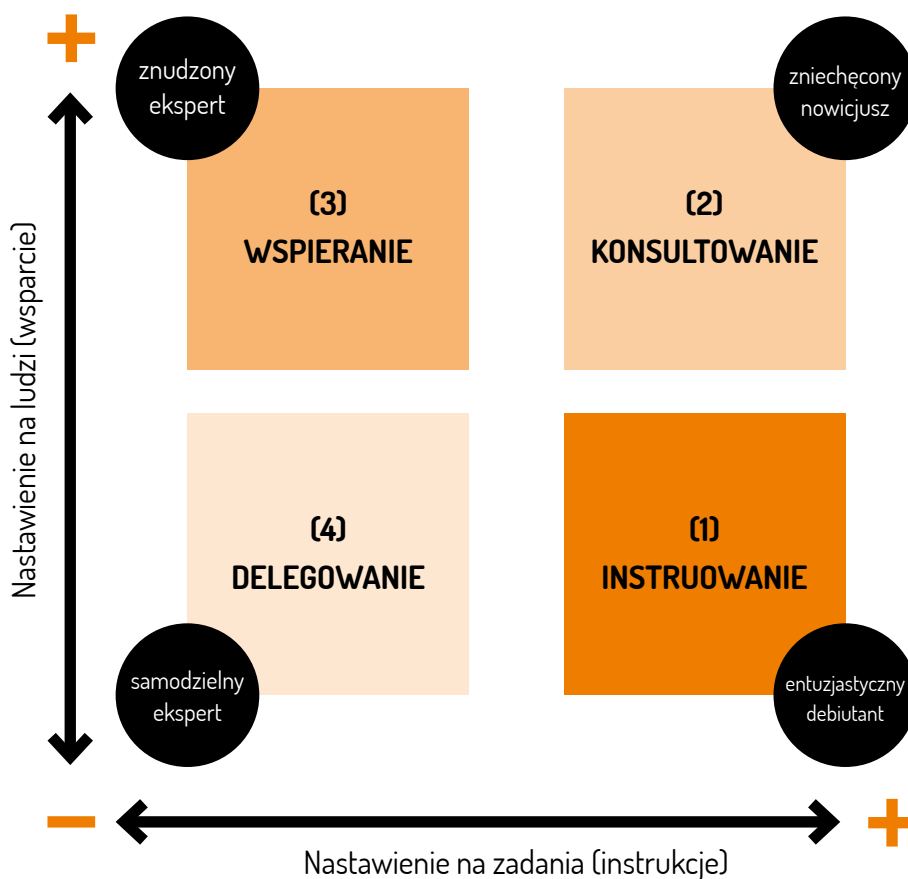 +
znudzony
ekspert
zniechęcony
nowicjusz
(3)
WSPIERANIE
(2)
KONSULTOWANIE
Nastawienie na ludzi (wsparcie)
(4)
DELEGOWANIE
(1)
INSTRUOWANIE
samodzielny
ekspert
entuzjastyczny
debiutant
−
+
Nastawienie na zadania (instrukcje)